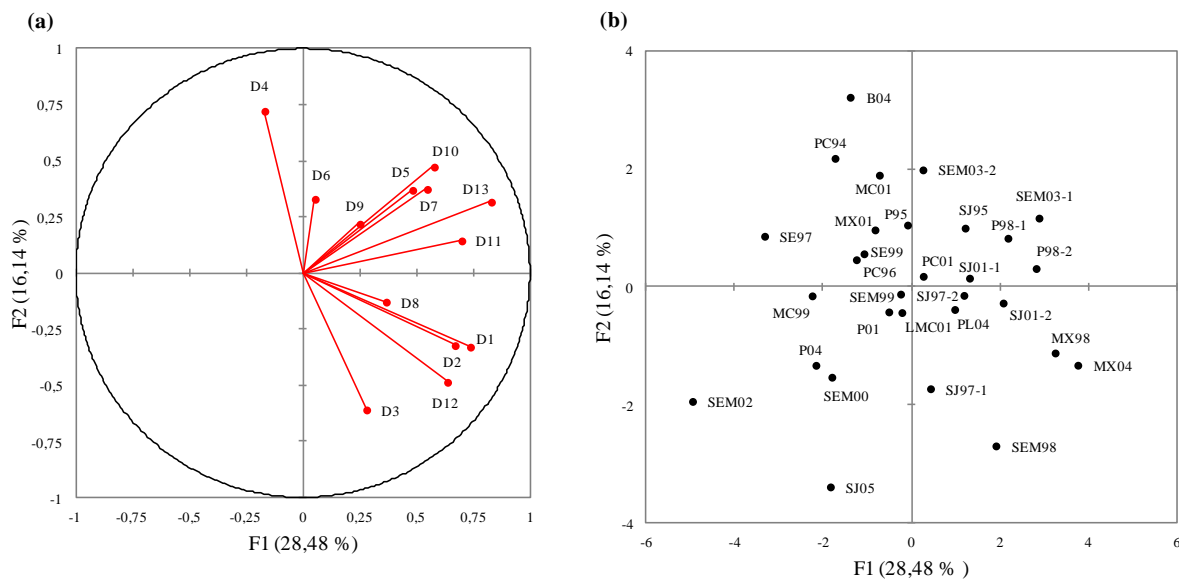 (a)
1
0,75
0,5
0,25
0
-0,25
-0,5
-0,75
-1
F2 (16,14 %)
D4
D6
D9
D5
D10
D7
D13
D11
D8
D1
D2
D12
D3
-1 -0,75 -0,5 -0,25 0 0,25 0,5 0,75 1
F1 (28,48 %)
(b)
4
2
0
-2
-4
F2 (16,14 %)
B04
PC94
MC01
SEM03-2
SEM03-1
P95
SJ95
MX01
P98-1
SE97
P98-2
SE99
PC01
SJ01-1
PC96
SEM99
SJ97-2
MC99
P01
LMC01
PL04
SJ01-2
P04
MX98
MX04
SEM00
SJ97-1
SEM02
SEM98
SJ05
-6 -4 -2 0 2 4 6
F1 (28,48 %)